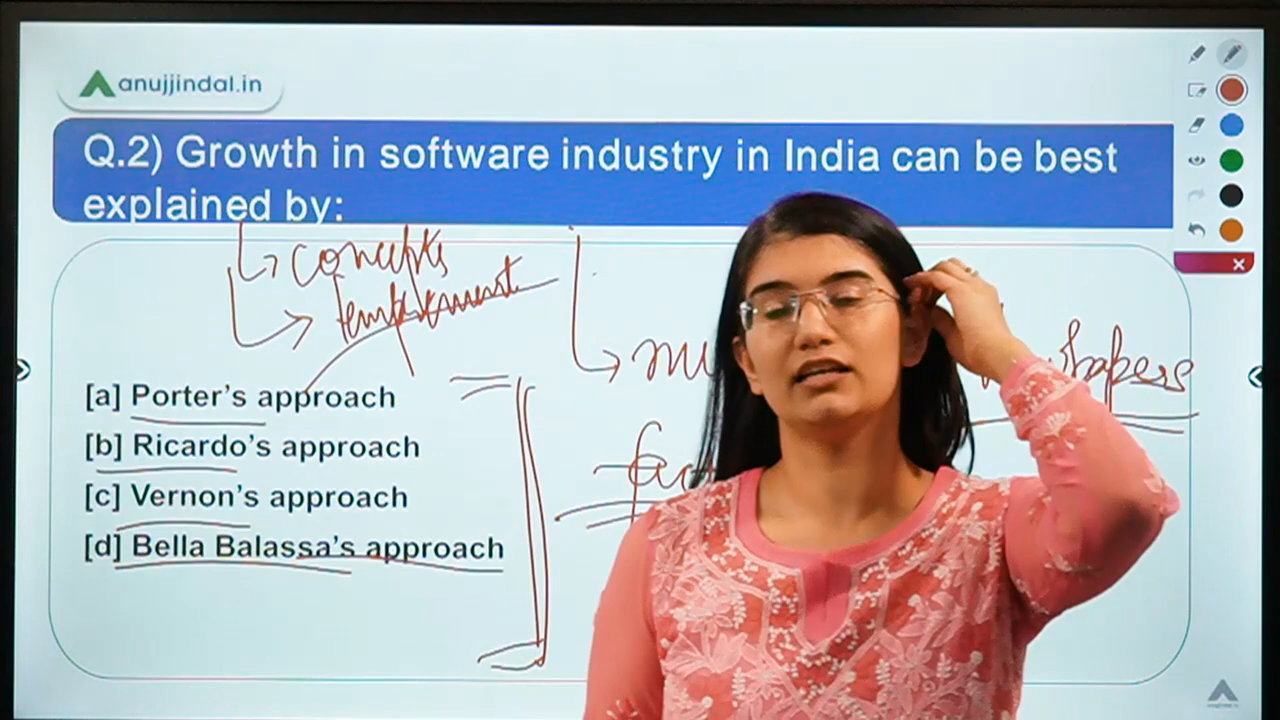 anujjindal.in
Q.2) Growth in software industry in India can be best
explained by:
concepts
[a] Porter's approach
[b] Ricardo's approach
[c] Vernon's approach
[d] Bella Balassa's approach